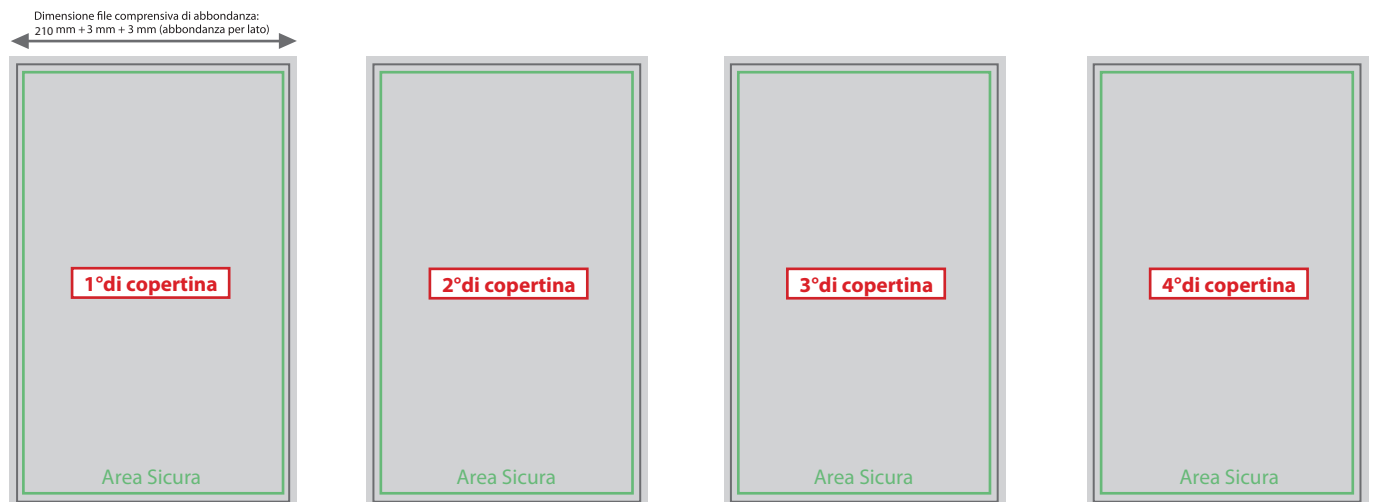 Dimensione file comprensiva di abbondanza:
210 mm + 3 mm + 3 mm (abbondanza per lato)
1°di copertina
2°di copertina
3°di copertina
4°di copertina
Area Sicura
Area Sicura
Area Sicura
Area Sicura